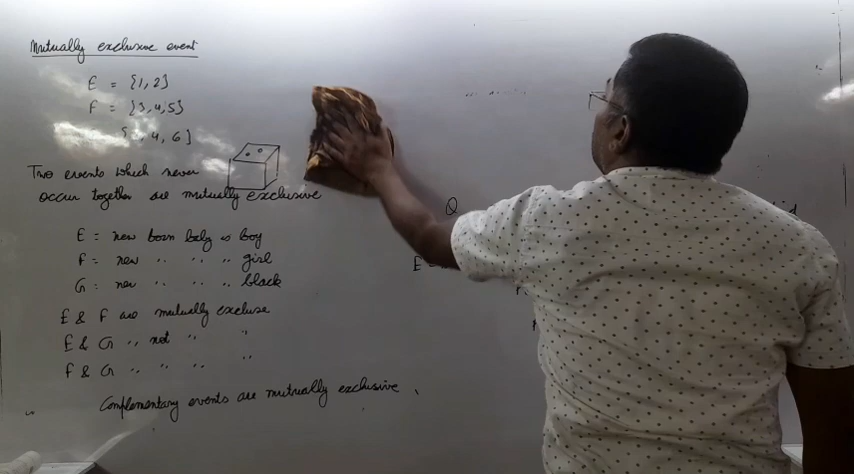 Mutually exclusive event
E = {1,2}
F = {3,4,5}
{ , 4, 6}
Two events which never
occur together are mutually exclusive
E = new born baby is boy
F = new " " " girl
G = new " " " black
E & F are mutually excluse
E & G " not " "
F & G " " " "
Complementary events are mutually exclusive
Q
E =